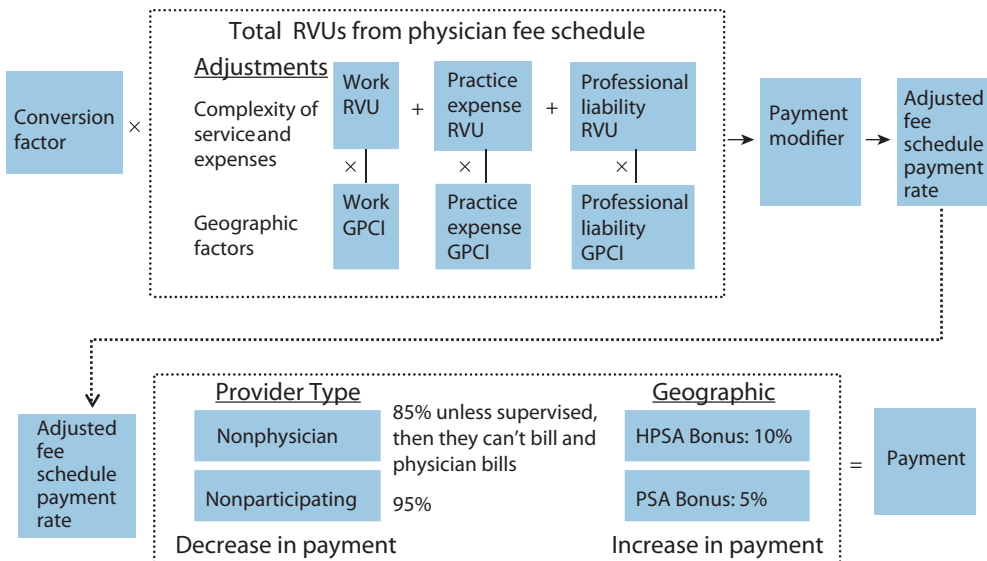 Total RVUs from physician fee schedule
Adjustments
Conversion
factor
×
Complexity of
service and
expenses
Work
RVU
+
Practice
expense
RVU
+
Professional
liability
RVU
×
×
×
Geographic
factors
Work
GPCI
Practice
expense
GPCI
Professional
liability
GPCI
Payment
modifier
Adjusted
fee
schedule
payment
rate
Adjusted
fee
schedule
payment
rate
Provider Type
Nonphysician
85% unless supervised,
then they can't bill and
physician bills
Nonparticipating
95%
Decrease in payment
Geographic
HPSA Bonus: 10%
PSA Bonus: 5%
Increase in payment
=
Payment